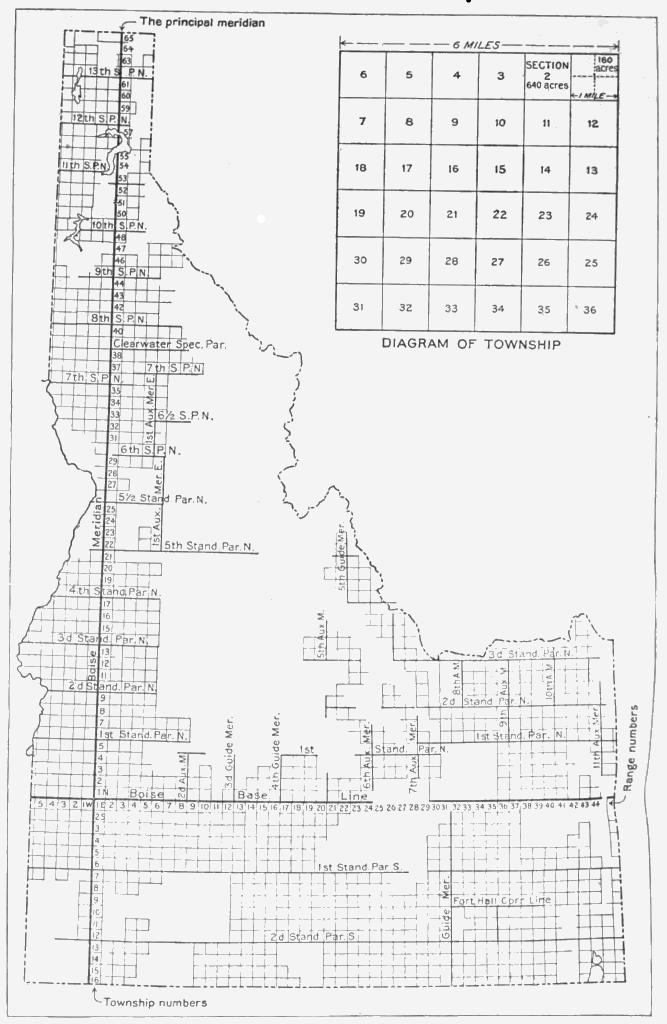 The principal meridian
65
64
63
13th S. P. N.
61
60
59
12th S. P. N.
57
55
11th S.P.N.
54
53
52
51
50
10th S.P.N.
48
47
46
9th S. P. N.
44
43
42
8th S. P. N.
40
Clearwater Spec. Par.
38
37
7th S. P. N.
7th S. P. N.
35
34
33
6½ S.P.N.
32
31
1st Aux. Mer. E.
6th S. P. N.
29
28
27
5½ Stand Par. N.
1st Aux. Mer. E.
25
24
23
22
5th Stand. Par. N.
Meridian
21
20
19
4th Stand. Par. N.
17
16
15
3d Stand. Par. N.
13
12
11
2d Stand. Par. N.
9
8
7
1st Stand. Par. N.
5
4
3
2
1N
Boise
5th Guide Mer.
5th Aux. M.
3d Stand. Par. N.
8th A.M.
9th Aux. M
10th A.M.
2d Stand. Par. N.
1st Stand. Par. N.
11th Aux. Mer.
2d Aux. M.
3d Guide Mer.
4th Guide Mer.
1st
Stand. Par. N.
6th Aux. Mer.
7th Aux. Mer.
Boise Base Line
Range numbers
5 4 3 2 1W 1E 2 3 4 5 6 7 8 9 10 11 12 13 14 15 16 17 18 19 20 21 22 23 24 25 26 27 28 29 30 31 32 33 34 35 36 37 38 39 40 41 42 43 44
2S
3
4
5
6
1st Stand. Par. S.
7
8
9
10
11
12
Guide Mer.
Fort Hall Corr. Line
2d Stand Par. S.
13
14
15
16
Township numbers
6 MILES
6 5 4 3 SECTION 2 640 acres 160 acres
1 MILE
7 8 9 10 11 12
18 17 16 15 14 13
19 20 21 22 23 24
30 29 28 27 26 25
31 32 33 34 35 36
DIAGRAM OF TOWNSHIP